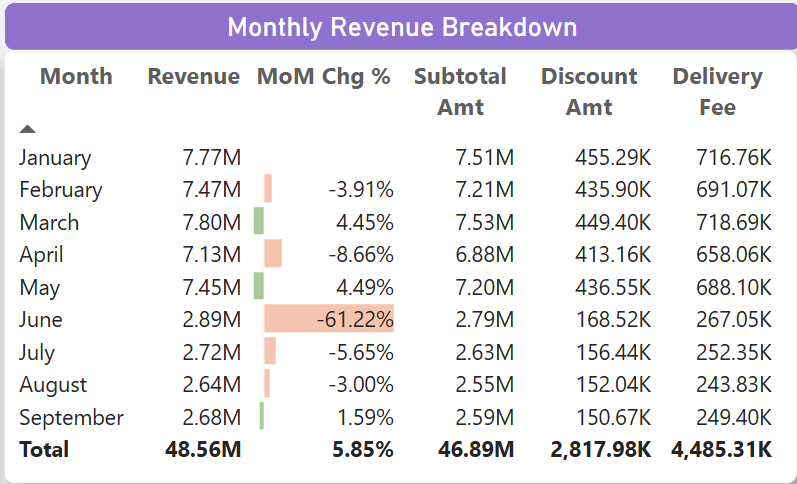 Monthly Revenue Breakdown
Month Revenue MoM Chg % Subtotal Amt Discount Amt Delivery Fee
January 7.77M 7.51M 455.29K 716.76K
February 7.47M -3.91% 7.21M 435.90K 691.07K
March 7.80M 4.45% 7.53M 449.40K 718.69K
April 7.13M -8.66% 6.88M 413.16K 658.06K
May 7.45M 4.49% 7.20M 436.55K 688.10K
June 2.89M -61.22% 2.79M 168.52K 267.05K
July 2.72M -5.65% 2.63M 156.44K 252.35K
August 2.64M -3.00% 2.55M 152.04K 243.83K
September 2.68M 1.59% 2.59M 150.67K 249.40K
Total 48.56M 5.85% 46.89M 2,817.98K 4,485.31K